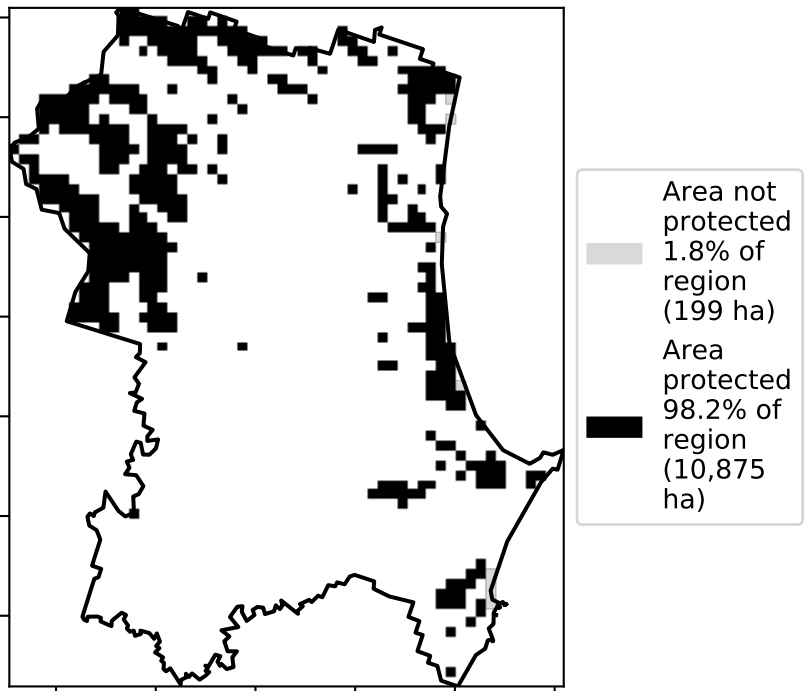 Area not
protected
1.8% of
region
(199 ha)
Area
protected
98.2% of
region
(10,875
ha)